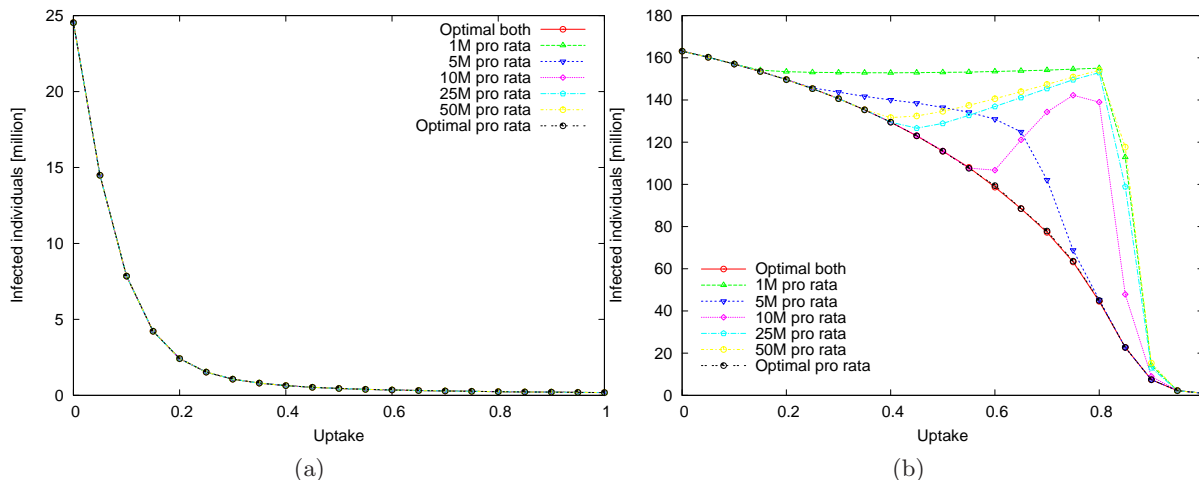 25
20
15
10
5
0
0
0.2
0.4
0.6
0.8
1
Infected individuals [million]
Uptake
Optimal both
1M pro rata
5M pro rata
10M pro rata
25M pro rata
50M pro rata
Optimal pro rata
(a)
180
160
140
120
100
80
60
40
20
0
0
0.2
0.4
0.6
0.8
Infected individuals [million]
Uptake
Optimal both
1M pro rata
5M pro rata
10M pro rata
25M pro rata
50M pro rata
Optimal pro rata
(b)